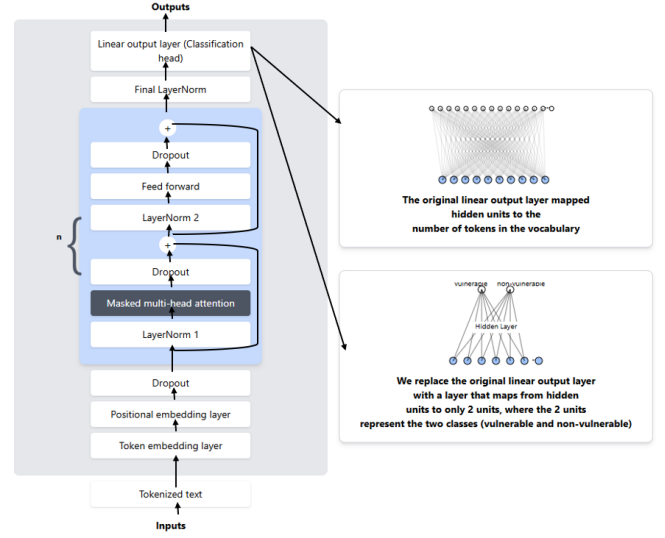 Outputs
Linear output layer (Classification
head)
Final LayerNorm
+
Dropout
Feed forward
LayerNorm 2
n
+
Dropout
Masked multi-head attention
LayerNorm 1
Dropout
Positional embedding layer
Token embedding layer
Tokenized text
Inputs
The original linear output layer mapped
hidden units to the
number of tokens in the vocabulary
vulnerable non-vulnerable
Hidden Layer
We replace the original linear output layer
with a layer that maps from hidden
units to only 2 units, where the 2 units
represent the two classes (vulnerable and non-vulnerable)